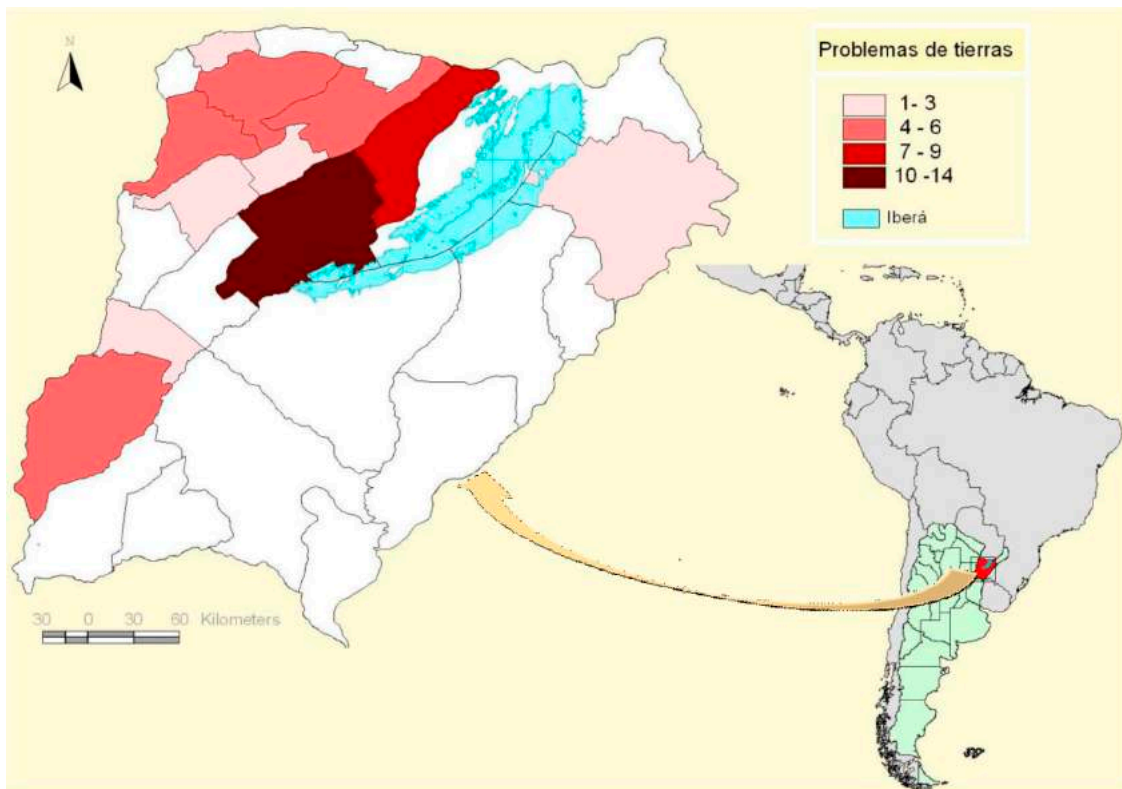 N
Problemas de tierras
1- 3
4 - 6
7 - 9
10 -14
Iberá
30 0 30 60 Kilometers